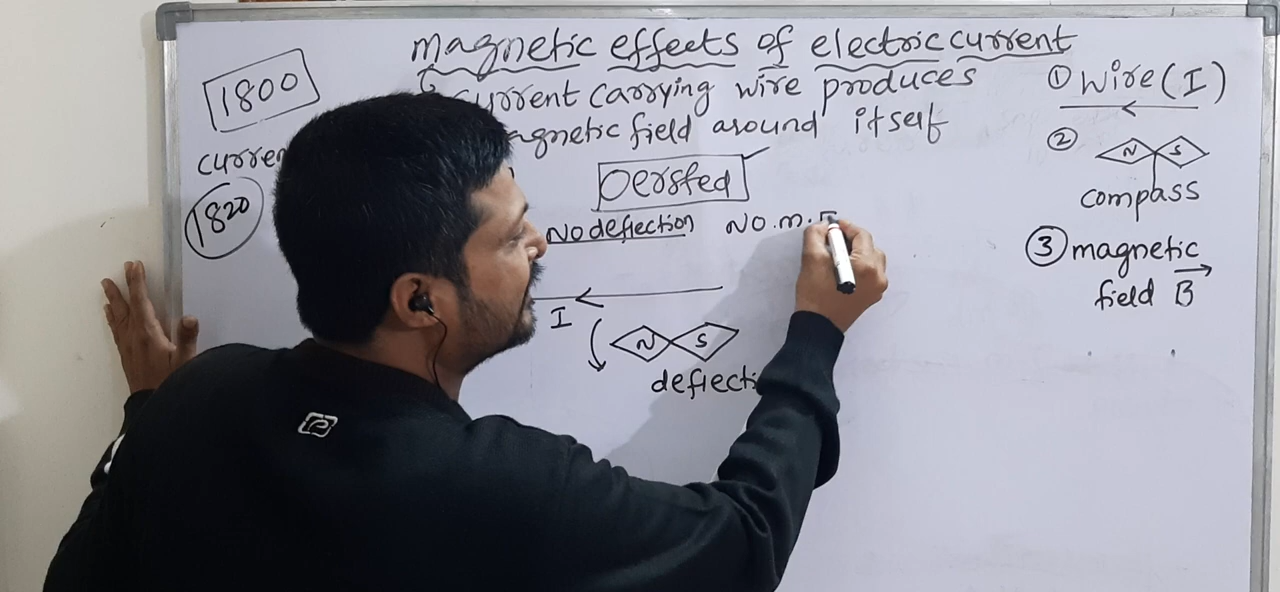 magnetic effects of electric current
1800
current carrying wire produces
magnetic field around itself
1820
Oersted
No deflection No.m.F
I
N S
① Wire (I)
②
N S
compass
③ magnetic
field B